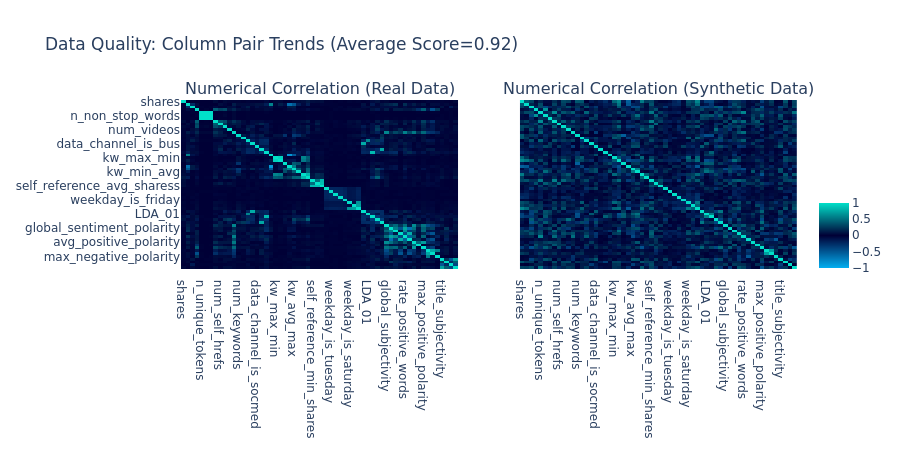 Data Quality: Column Pair Trends (Average Score=0.92)
Numerical Correlation (Real Data)
Numerical Correlation (Synthetic Data)
shares
n_non_stop_words
num_videos
data_channel_is_bus
kw_max_min
kw_min_avg
self_reference_avg_sharess
weekday_is_friday
LDA_01
global_sentiment_polarity
avg_positive_polarity
max_negative_polarity
shares
n_unique_tokens
num_self_hrefs
num_keywords
data_channel_is_socmed
kw_max_min
kw_avg_max
self_reference_min_shares
weekday_is_tuesday
weekday_is_saturday
LDA_01
global_subjectivity
rate_positive_words
max_positive_polarity
title_subjectivity
shares
n_unique_tokens
num_self_hrefs
num_keywords
data_channel_is_socmed
kw_max_min
kw_avg_max
self_reference_min_shares
weekday_is_tuesday
weekday_is_saturday
LDA_01
global_subjectivity
rate_positive_words
max_positive_polarity
title_subjectivity
1
0.5
0
−0.5
−1